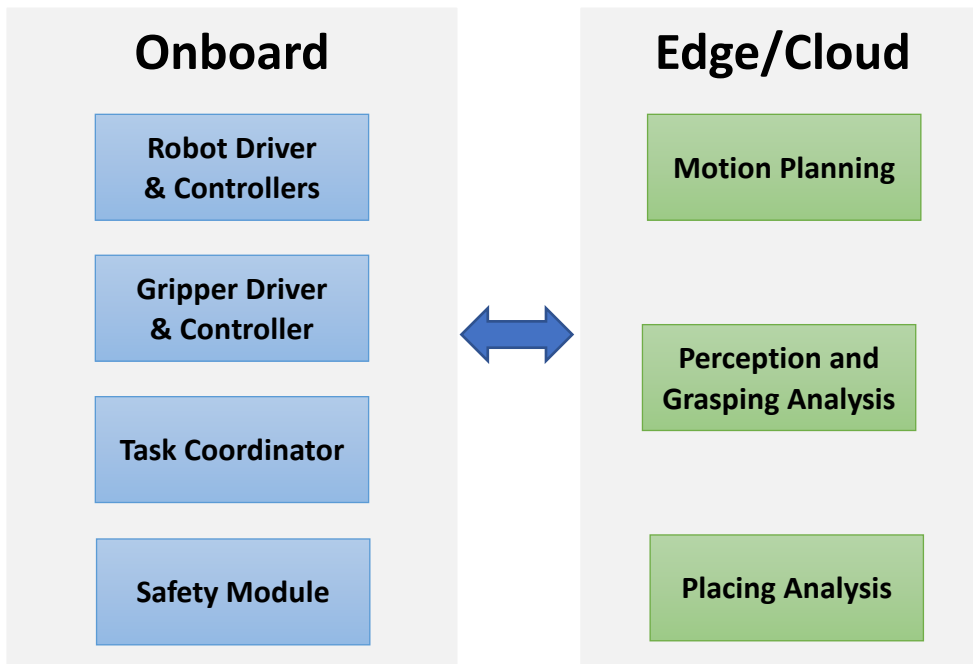 Onboard
Robot Driver
& Controllers
Gripper Driver
& Controller
Task Coordinator
Safety Module
Edge/Cloud
Motion Planning
Perception and
Grasping Analysis
Placing Analysis